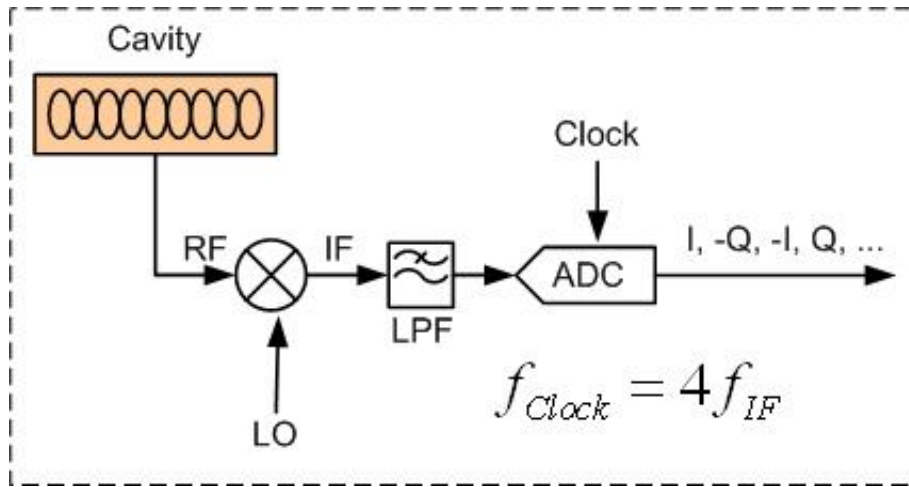 Cavity
Clock
RF
IF
ADC
I, -Q, -I, Q, ...
LPF
LO
f_Clock = 4 f_IF